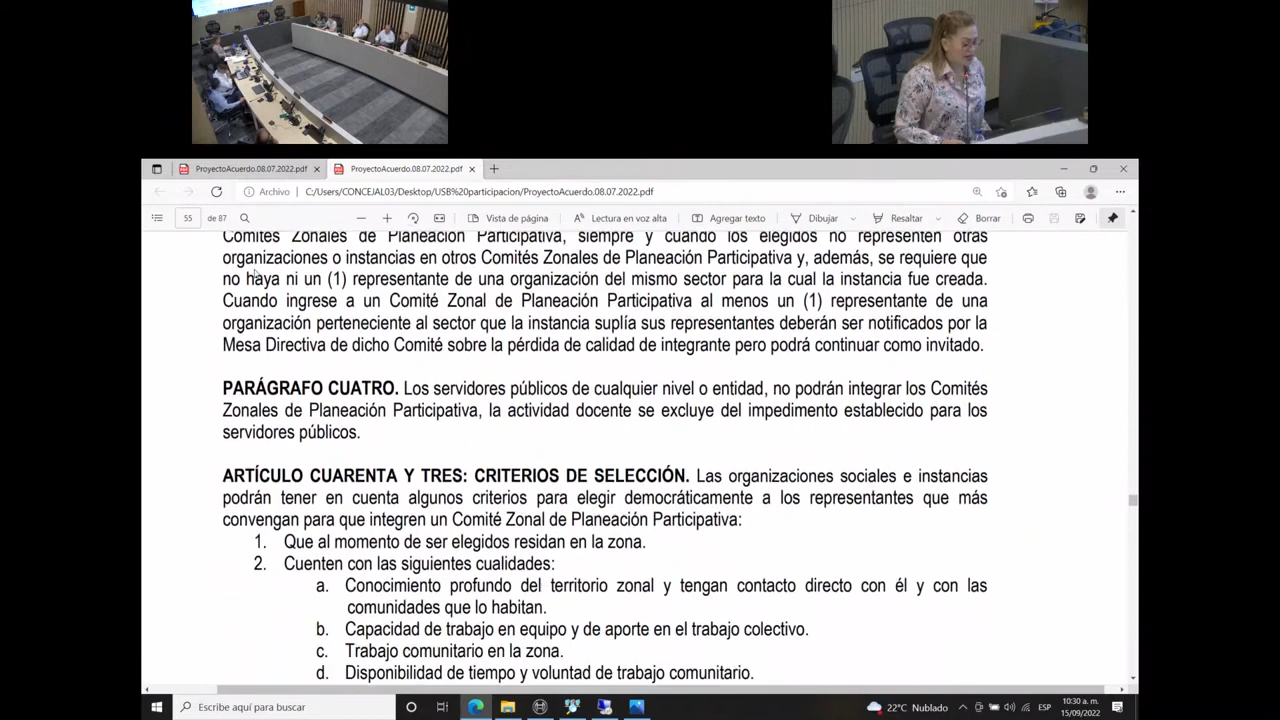 ProyectoAcuerdo.08.07.2022.pdf
ProyectoAcuerdo.08.07.2022.pdf
Archivo C:/Users/CONCEJAL03/Desktop/USB%20participacion/ProyectoAcuerdo.08.07.2022.pdf
55 de 87 Vista de página Lectura en voz alta Agregar texto Dibujar Resaltar Borrar
Comités Zonales de Planeación Participativa, siempre y cuando los elegidos no representen otras
organizaciones o instancias en otros Comités Zonales de Planeación Participativa y, además, se requiere que
no haya ni un (1) representante de una organización del mismo sector para la cual la instancia fue creada.
Cuando ingrese a un Comité Zonal de Planeación Participativa al menos un (1) representante de una
organización perteneciente al sector que la instancia suplía sus representantes deberán ser notificados por la
Mesa Directiva de dicho Comité sobre la pérdida de calidad de integrante pero podrá continuar como invitado.
PARÁGRAFO CUATRO. Los servidores públicos de cualquier nivel o entidad, no podrán integrar los Comités
Zonales de Planeación Participativa, la actividad docente se excluye del impedimento establecido para los
servidores públicos.
ARTÍCULO CUARENTA Y TRES: CRITERIOS DE SELECCIÓN. Las organizaciones sociales e instancias
podrán tener en cuenta algunos criterios para elegir democráticamente a los representantes que más
convengan para que integren un Comité Zonal de Planeación Participativa:
1. Que al momento de ser elegidos residan en la zona.
2. Cuenten con las siguientes cualidades:
a. Conocimiento profundo del territorio zonal y tengan contacto directo con él y con las
comunidades que lo habitan.
b. Capacidad de trabajo en equipo y de aporte en el trabajo colectivo.
c. Trabajo comunitario en la zona.
d. Disponibilidad de tiempo y voluntad de trabajo comunitario.
Escribe aquí para buscar 22°C Nublado ESP 10:30 a. m.
15/09/2022